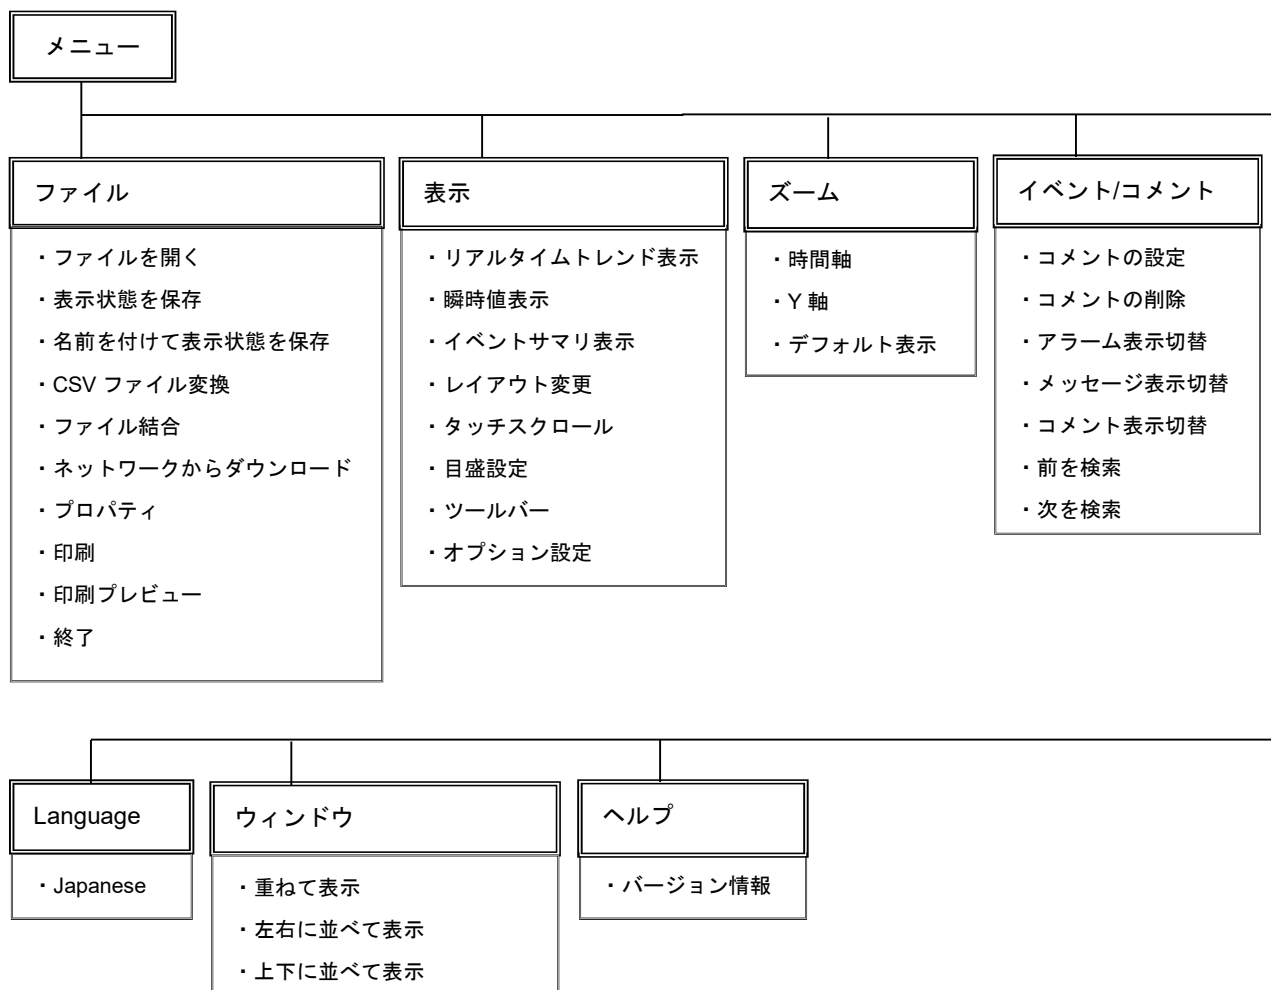 メニュー
ファイル
・ファイルを開く
・表示状態を保存
・名前を付けて表示状態を保存
・CSV ファイル変換
・ファイル結合
・ネットワークからダウンロード
・プロパティ
・印刷
・印刷プレビュー
・終了
表示
・リアルタイムトレンド表示
・瞬時値表示
・イベントサマリ表示
・レイアウト変更
・タッチスクロール
・目盛設定
・ツールバー
・オプション設定
ズーム
・時間軸
・Y 軸
・デフォルト表示
イベント/コメント
・コメントの設定
・コメントの削除
・アラーム表示切替
・メッセージ表示切替
・コメント表示切替
・前を検索
・次を検索
Language
・Japanese
ウィンドウ
・重ねて表示
・左右に並べて表示
・上下に並べて表示
ヘルプ
・バージョン情報